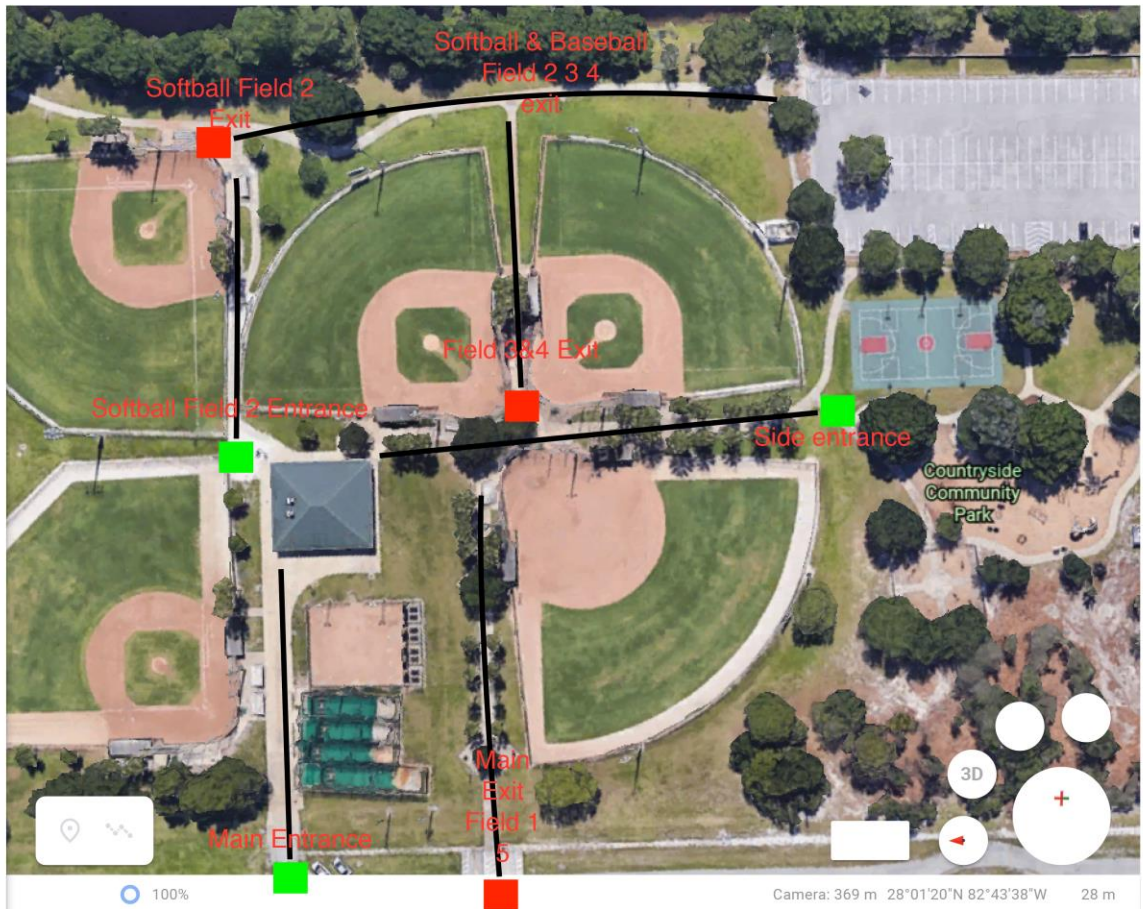 Softball & Baseball
Field 2 3 4
exit
Softball Field 2
Exit
Field 3&4 Exit
Softball Field 2 Entrance
Side entrance
Countryside
Community
Park
Main
Exit
Field 1
5
Main Entrance
3D
100%
Camera: 369 m 28°01'20"N 82°43'38"W 28 m